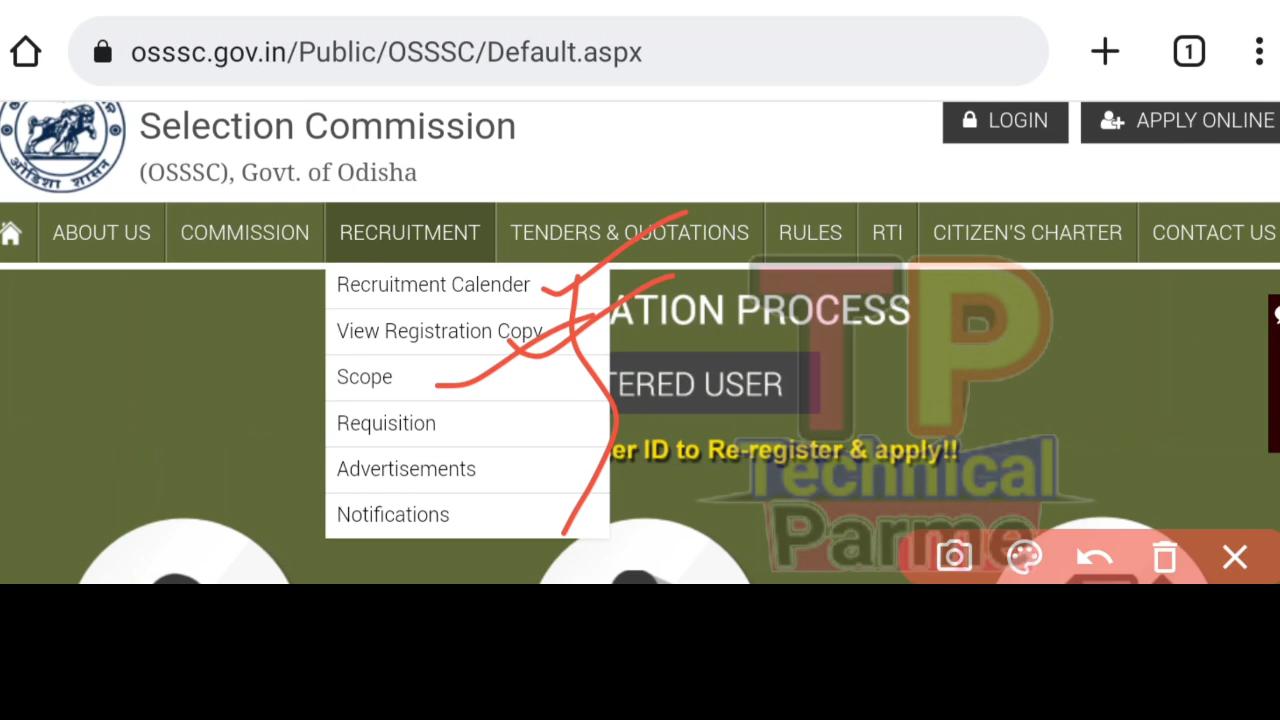 osssc.gov.in/Public/OSSSC/Default.aspx
1
Selection Commission
(OSSSC), Govt. of Odisha
ओडिशा शासन
LOGIN
APPLY ONLINE
ABOUT US
COMMISSION
RECRUITMENT
TENDERS & QUOTATIONS
RULES
RTI
CITIZEN'S CHARTER
CONTACT US
Recruitment Calender
View Registration Copy
Scope
Requisition
Advertisements
Notifications
ATION PROCESS
TERED USER
er ID to Re-register & apply!!
TP
Technical
Parme